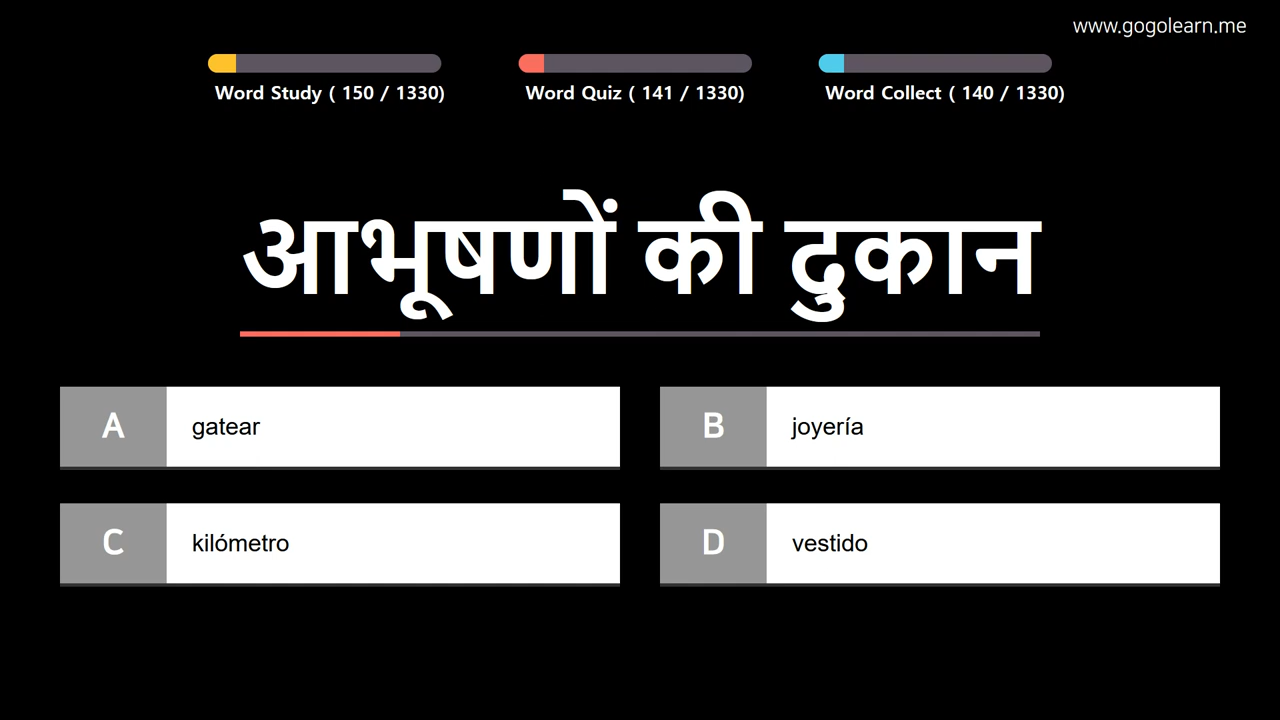 www.gogolearn.me
Word Study ( 150 / 1330)
Word Quiz ( 141 / 1330)
Word Collect ( 140 / 1330)
आभूषणों की दुकान
A gatear
B joyería
C kilómetro
D vestido